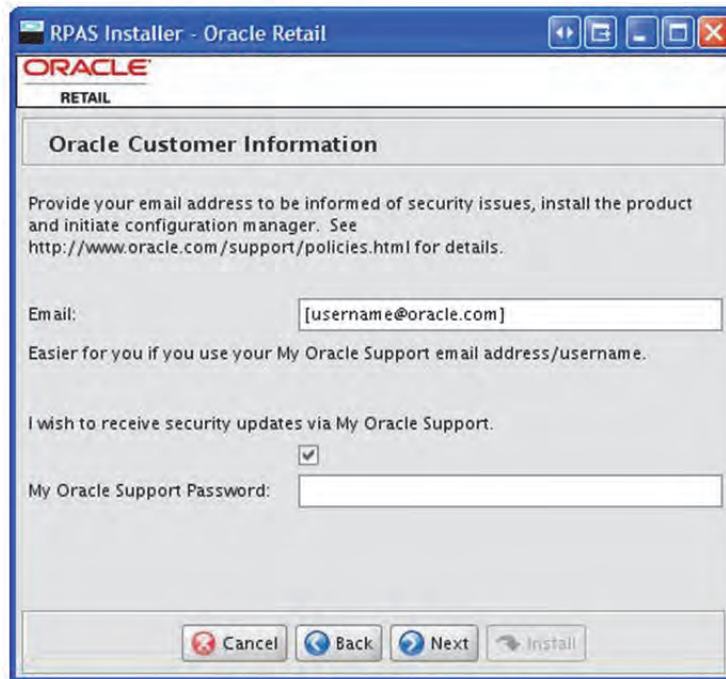 RPAS Installer - Oracle Retail
ORACLE
RETAIL
Oracle Customer Information
Provide your email address to be informed of security issues, install the product
and initiate configuration manager. See
http://www.oracle.com/support/policies.html for details.
Email: [username@oracle.com]
Easier for you if you use your My Oracle Support email address/username.
I wish to receive security updates via My Oracle Support.
My Oracle Support Password:
Cancel Back Next Install